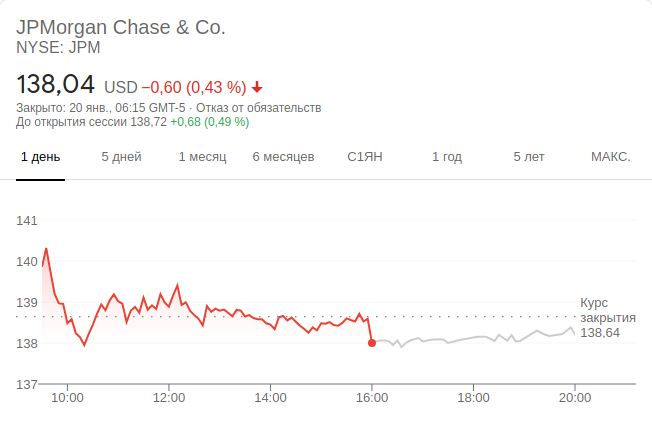 JPMorgan Chase & Co.
NYSE: JPM
138,04 USD −0,60 (0,43 %)
Закрыто: 20 янв., 06:15 GMT-5 · Отказ от обязательств
До открытия сессии 138,72 +0,68 (0,49 %)
1 день 5 дней 1 месяц 6 месяцев С1ЯН 1 год 5 лет МАКС.
141
140
139
138
137
Курс
закрытия
138,64
10:00 12:00 14:00 16:00 18:00 20:00